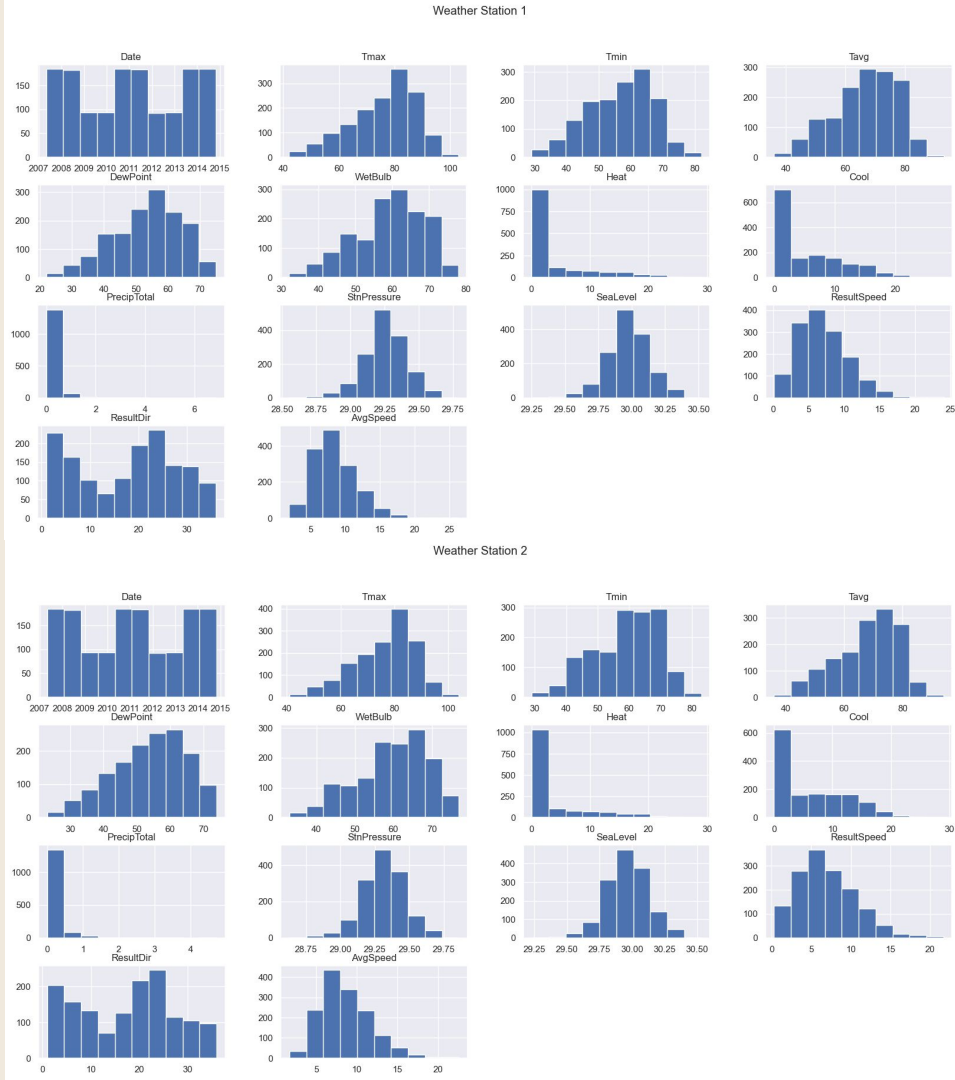 Weather Station 1
Date Tmax Tmin Tavg
150 100 50 0
300 200 100 0
300 200 100 0
300 200 100 0
2007 2008 2009 2010 2011 2012 2013 2014 2015
40 60 80 100
30 40 50 60 70 80
40 60 80
DewPoint WetBulb Heat Cool
300 200 100 0
300 200 100 0
1000 750 500 250 0
600 400 200 0
20 30 40 50 60 70
30 40 50 60 70 80
0 10 20 30
0 10 20
PrecipTotal StnPressure SeaLevel ResultSpeed
1000 500 0
400 200 0
400 200 0
400 300 200 100 0
0 2 4 6
28.50 28.75 29.00 29.25 29.50 29.75
29.25 29.50 29.75 30.00 30.25 30.50
0 5 10 15 20 25
ResultDir AvgSpeed
200 150 100 50 0
400 200 0
0 10 20 30
5 10 15 20 25
Weather Station 2
Date Tmax Tmin Tavg
150 100 50 0
400 300 200 100 0
300 200 100 0
300 200 100 0
2007 2008 2009 2010 2011 2012 2013 2014 2015
40 60 80 100
30 40 50 60 70 80
40 60 80
DewPoint WetBulb Heat Cool
200 100 0
300 200 100 0
1000 750 500 250 0
600 400 200 0
30 40 50 60 70
40 50 60 70
0 10 20 30
0 10 20 30
PrecipTotal StnPressure SeaLevel ResultSpeed
1000 500 0
400 200 0
400 300 200 100 0
300 200 100 0
0 1 2 3 4
28.75 29.00 29.25 29.50 29.75
29.25 29.50 29.75 30.00 30.25 30.50
0 5 10 15 20
ResultDir AvgSpeed
200 100 0
400 300 200 100 0
0 10 20 30
5 10 15 20